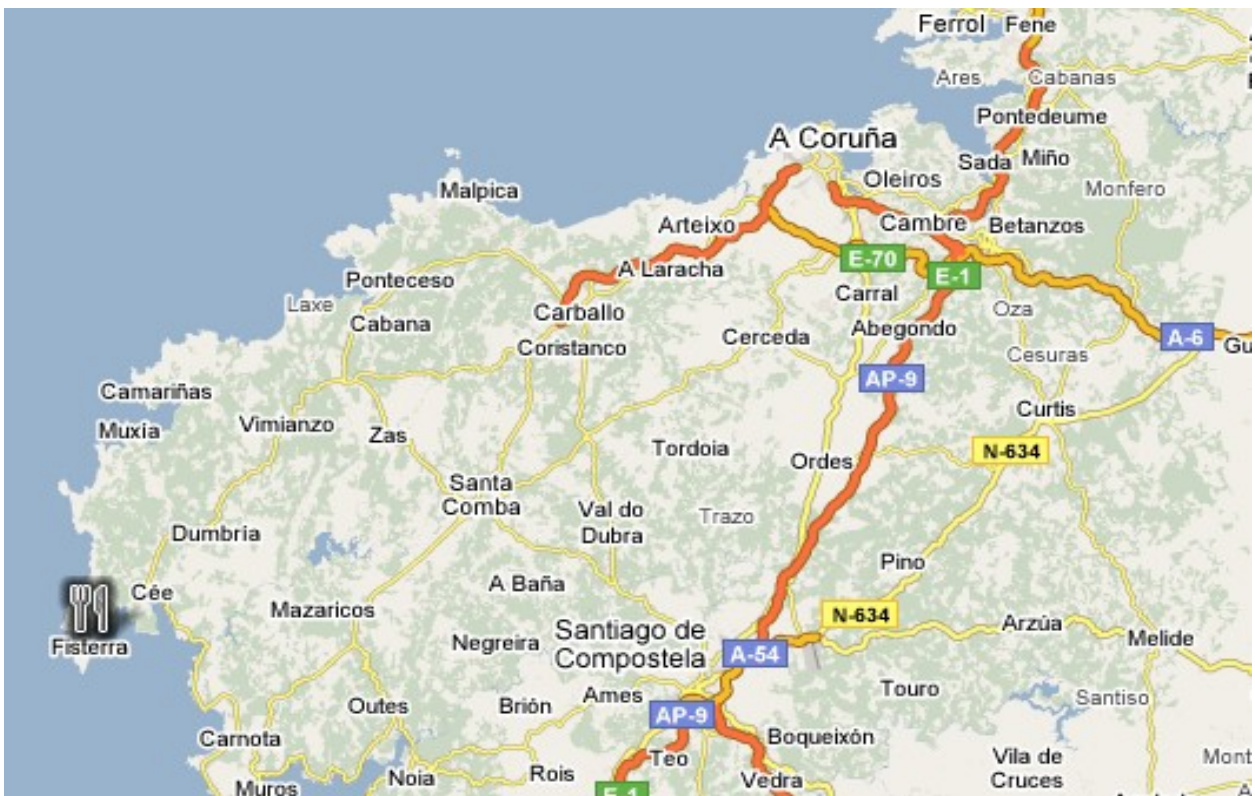 Ferrol Fene
Ares Cabanas
Pontedeume
A Coruña
Sada Miño
Malpica
Oleiros
Monfero
Arteixo
Cambre
Betanzos
E-70
A Laracha
E-1
Ponteceso
Carral
Laxe
Carballo
Oza
Cabana
Cerceda
Abegondo
A-6
Coristanco
Cesuras
AP-9
Camariñas
Curtis
Vimianzo
Muxía
Zas
Tordoia
N-634
Ordes
Santa
Comba
Val do
Dubra
Trazo
Dumbría
Pino
A Baña
Cée
Mazaricos
N-634
Arzúa
Santiago de
Compostela
Negreira
Melide
Fisterra
A-54
Touro
Ames
Santiso
Brión
Outes
AP-9
Carnota
Boqueixón
Teo
Vila de
Cruces
Rois
Noia
Vedra
Muros
E-1